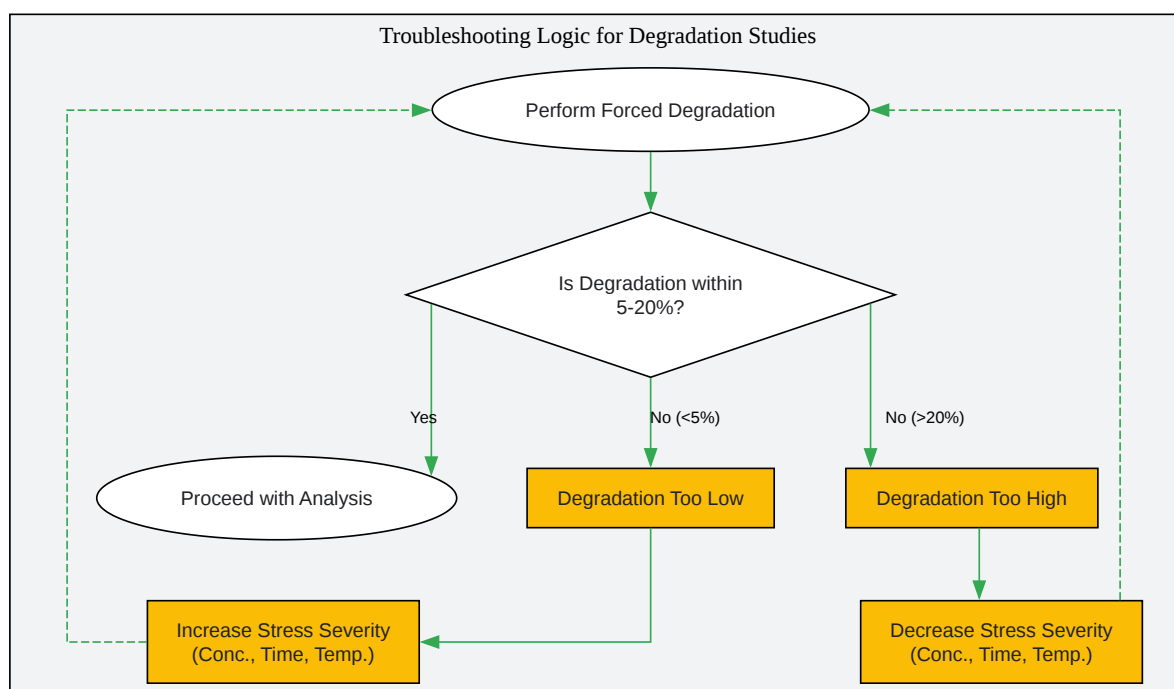 Troubleshooting Logic for Degradation Studies
Perform Forced Degradation
Is Degradation within
5-20%?
Yes
No (<5%)
No (>20%)
Proceed with Analysis
Degradation Too Low
Degradation Too High
Increase Stress Severity
(Conc., Time, Temp.)
Decrease Stress Severity
(Conc., Time, Temp.)